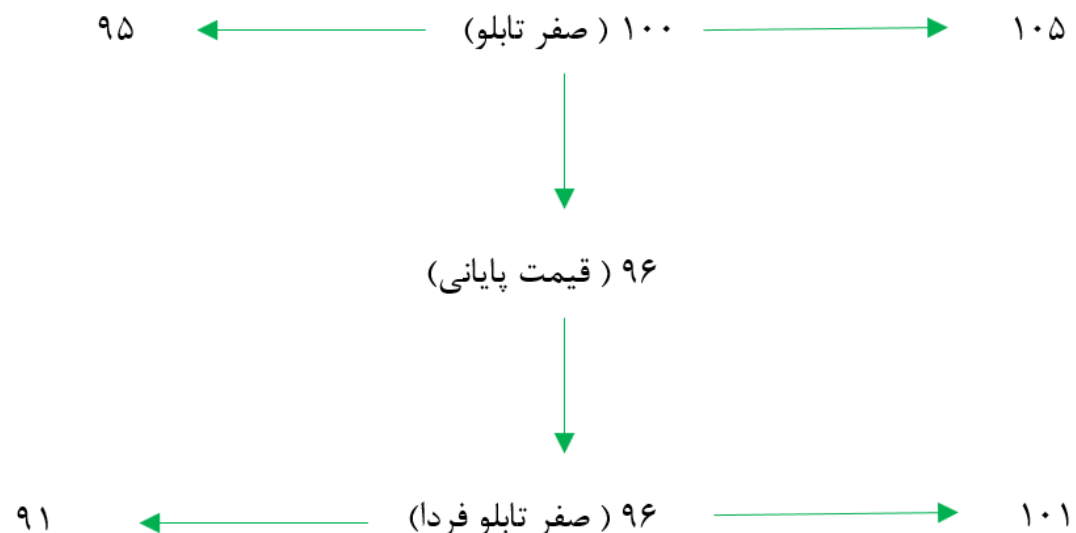 ۱۰۵ ۱۰۰ ( صفر تابلو) ۹۵
۹۶ ( قیمت پایانی)
۱۰۱ ۹۶ ( صفر تابلو فردا) ۹۱